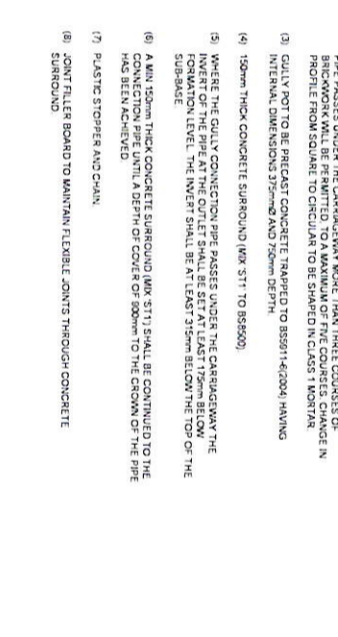 PIPE PASSES UNDER THE CARRIAGEWAY MORE THAN THREE COURSES OF
BRICKWORK WILL BE PERMITTED, TO A MAXIMUM OF FIVE COURSES. CHANGE IN
PROFILE FROM SQUARE TO CIRCULAR TO BE SHAPED IN CLASS 1 MORTAR.
(3) GULLY POT TO BE PRECAST CONCRETE TRAPPED TO BS5911-6(2004) HAVING
INTERNAL DIMENSIONS 375mmØ AND 750mm DEPTH.
(4) 150mm THICK CONCRETE SURROUND (MIX 'ST1' TO BS8500).
(5) WHERE THE GULLY CONNECTION PIPE PASSES UNDER THE CARRIAGEWAY THE
INVERT OF THE PIPE AT THE OUTLET SHALL BE SET AT LEAST 175mm BELOW
FORMATION LEVEL. THE INVERT SHALL BE AT LEAST 315mm BELOW THE TOP OF THE
SUB-BASE.
(6) A MIN 150mm THICK CONCRETE SURROUND (MIX 'ST1') SHALL BE CONTINUED TO THE
CONNECTION PIPE UNTIL A DEPTH OF COVER OF 900mm TO THE CROWN OF THE PIPE
HAS BEEN ACHIEVED.
(7) PLASTIC STOPPER AND CHAIN.
(8) JOINT FILLER BOARD TO MAINTAIN FLEXIBLE JOINTS THROUGH CONCRETE
SURROUND.